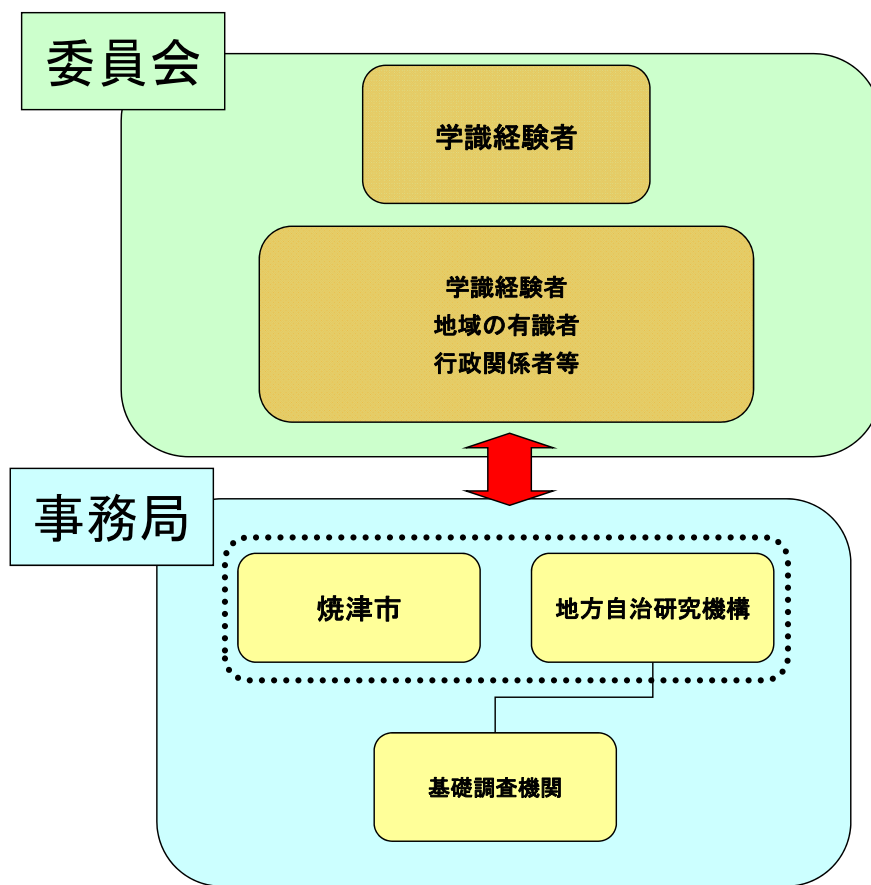 委員会
学識経験者
学識経験者
地域の有識者
行政関係者等
事務局
焼津市
地方自治研究機構
基礎調査機関